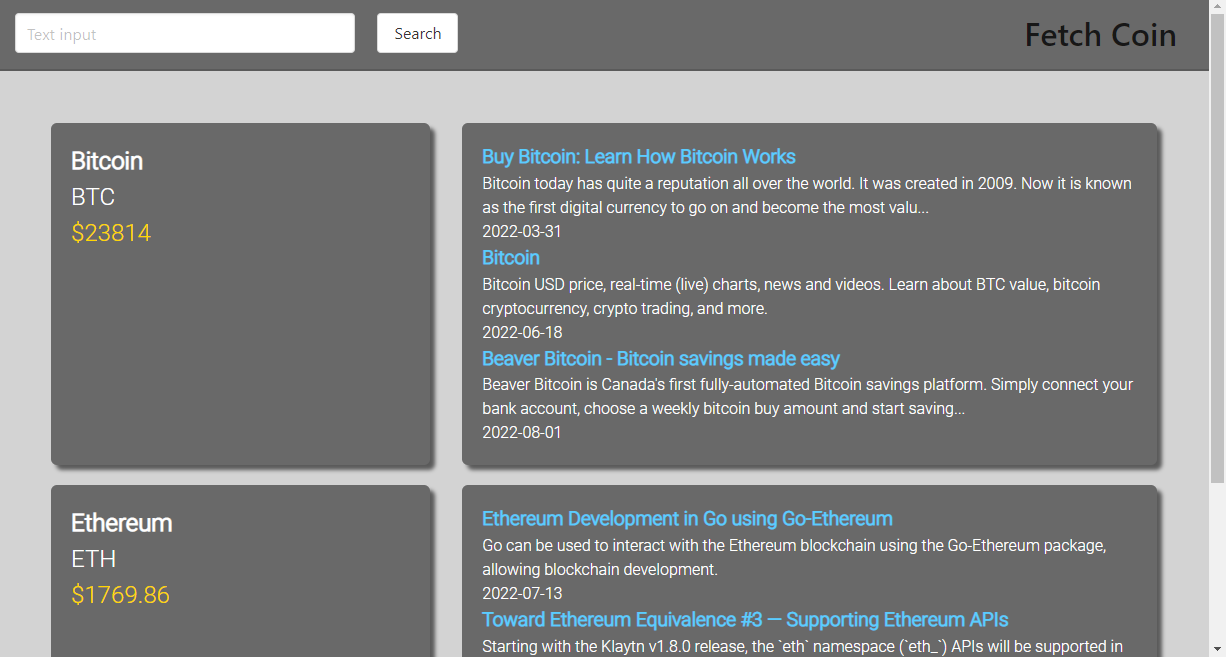 Text input
Search
Fetch Coin
Bitcoin
BTC
$23814
Buy Bitcoin: Learn How Bitcoin Works
Bitcoin today has quite a reputation all over the world. It was created in 2009. Now it is known
as the first digital currency to go on and become the most valu...
2022-03-31
Bitcoin
Bitcoin USD price, real-time (live) charts, news and videos. Learn about BTC value, bitcoin
cryptocurrency, crypto trading, and more.
2022-06-18
Beaver Bitcoin - Bitcoin savings made easy
Beaver Bitcoin is Canada's first fully-automated Bitcoin savings platform. Simply connect your
bank account, choose a weekly bitcoin buy amount and start saving...
2022-08-01
Ethereum
ETH
$1769.86
Ethereum Development in Go using Go-Ethereum
Go can be used to interact with the Ethereum blockchain using the Go-Ethereum package,
allowing blockchain development.
2022-07-13
Toward Ethereum Equivalence #3 — Supporting Ethereum APIs
Starting with the Klaytn v1.8.0 release, the `eth` namespace (`eth_`) APIs will be supported in